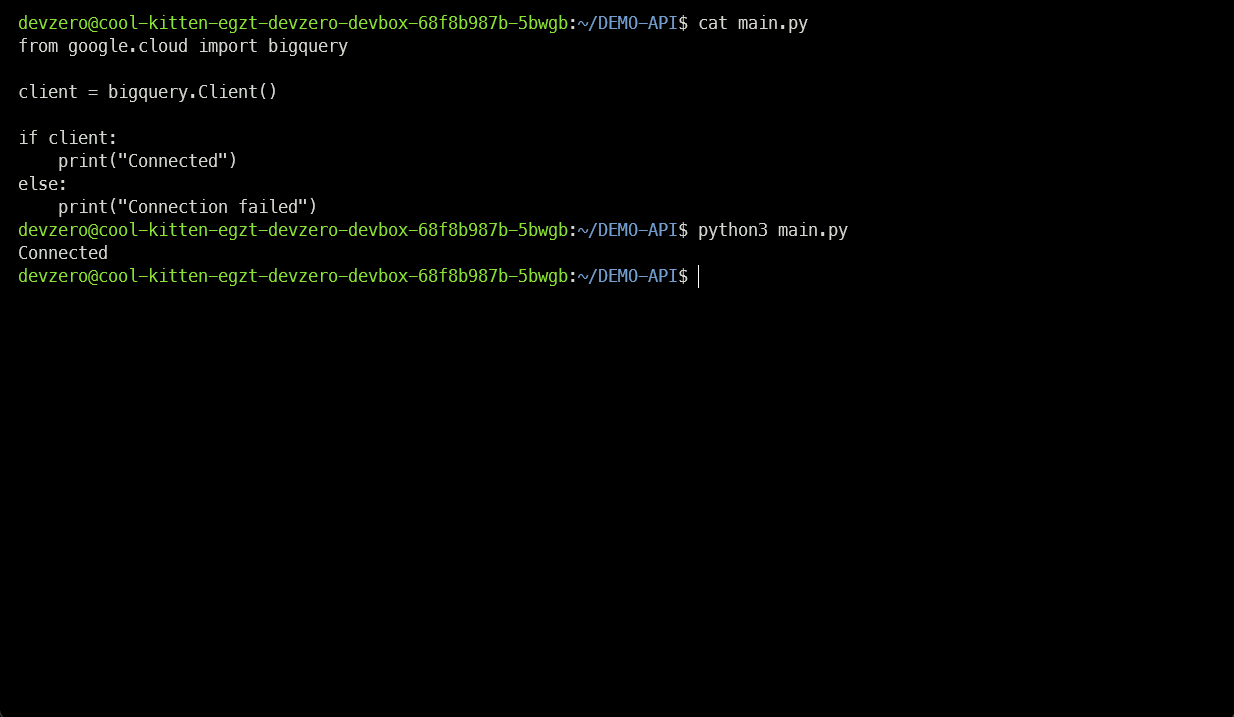 devzero@cool-kitten-egzt-devzero-devbox-68f8b987b-5bwgb:~/DEMO-API$ cat main.py
from google.cloud import bigquery

client = bigquery.Client()

if client:
    print("Connected")
else:
    print("Connection failed")
devzero@cool-kitten-egzt-devzero-devbox-68f8b987b-5bwgb:~/DEMO-API$ python3 main.py
Connected
devzero@cool-kitten-egzt-devzero-devbox-68f8b987b-5bwgb:~/DEMO-API$